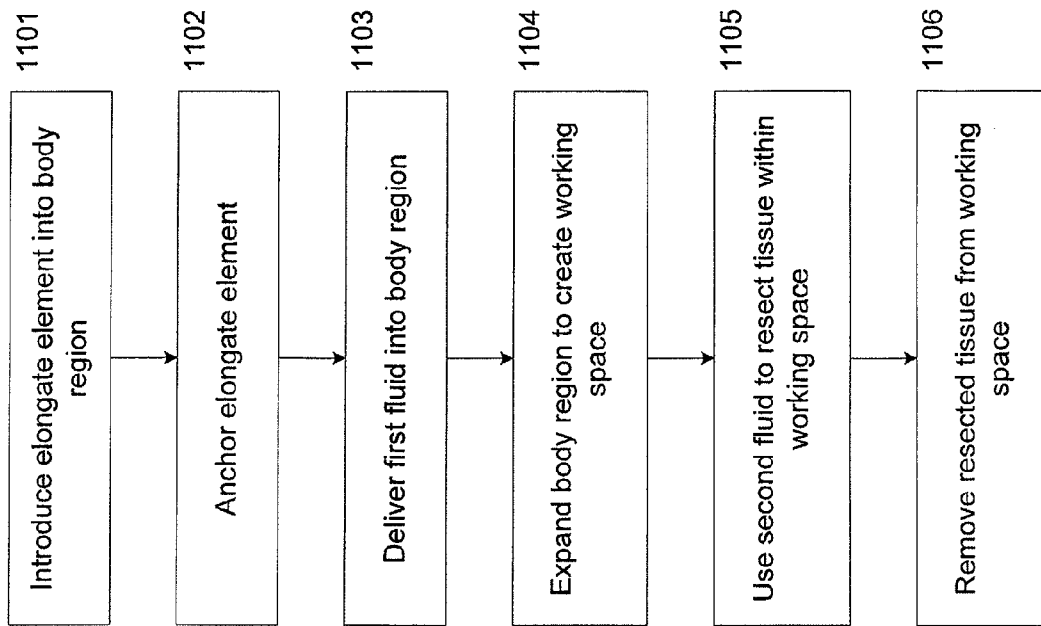 1101
Introduce elongate element into body
region
1102
Anchor elongate element
1103
Deliver first fluid into body region
1104
Expand body region to create working
space
1105
Use second fluid to resect tissue within
working space
1106
Remove resected tissue from working
space